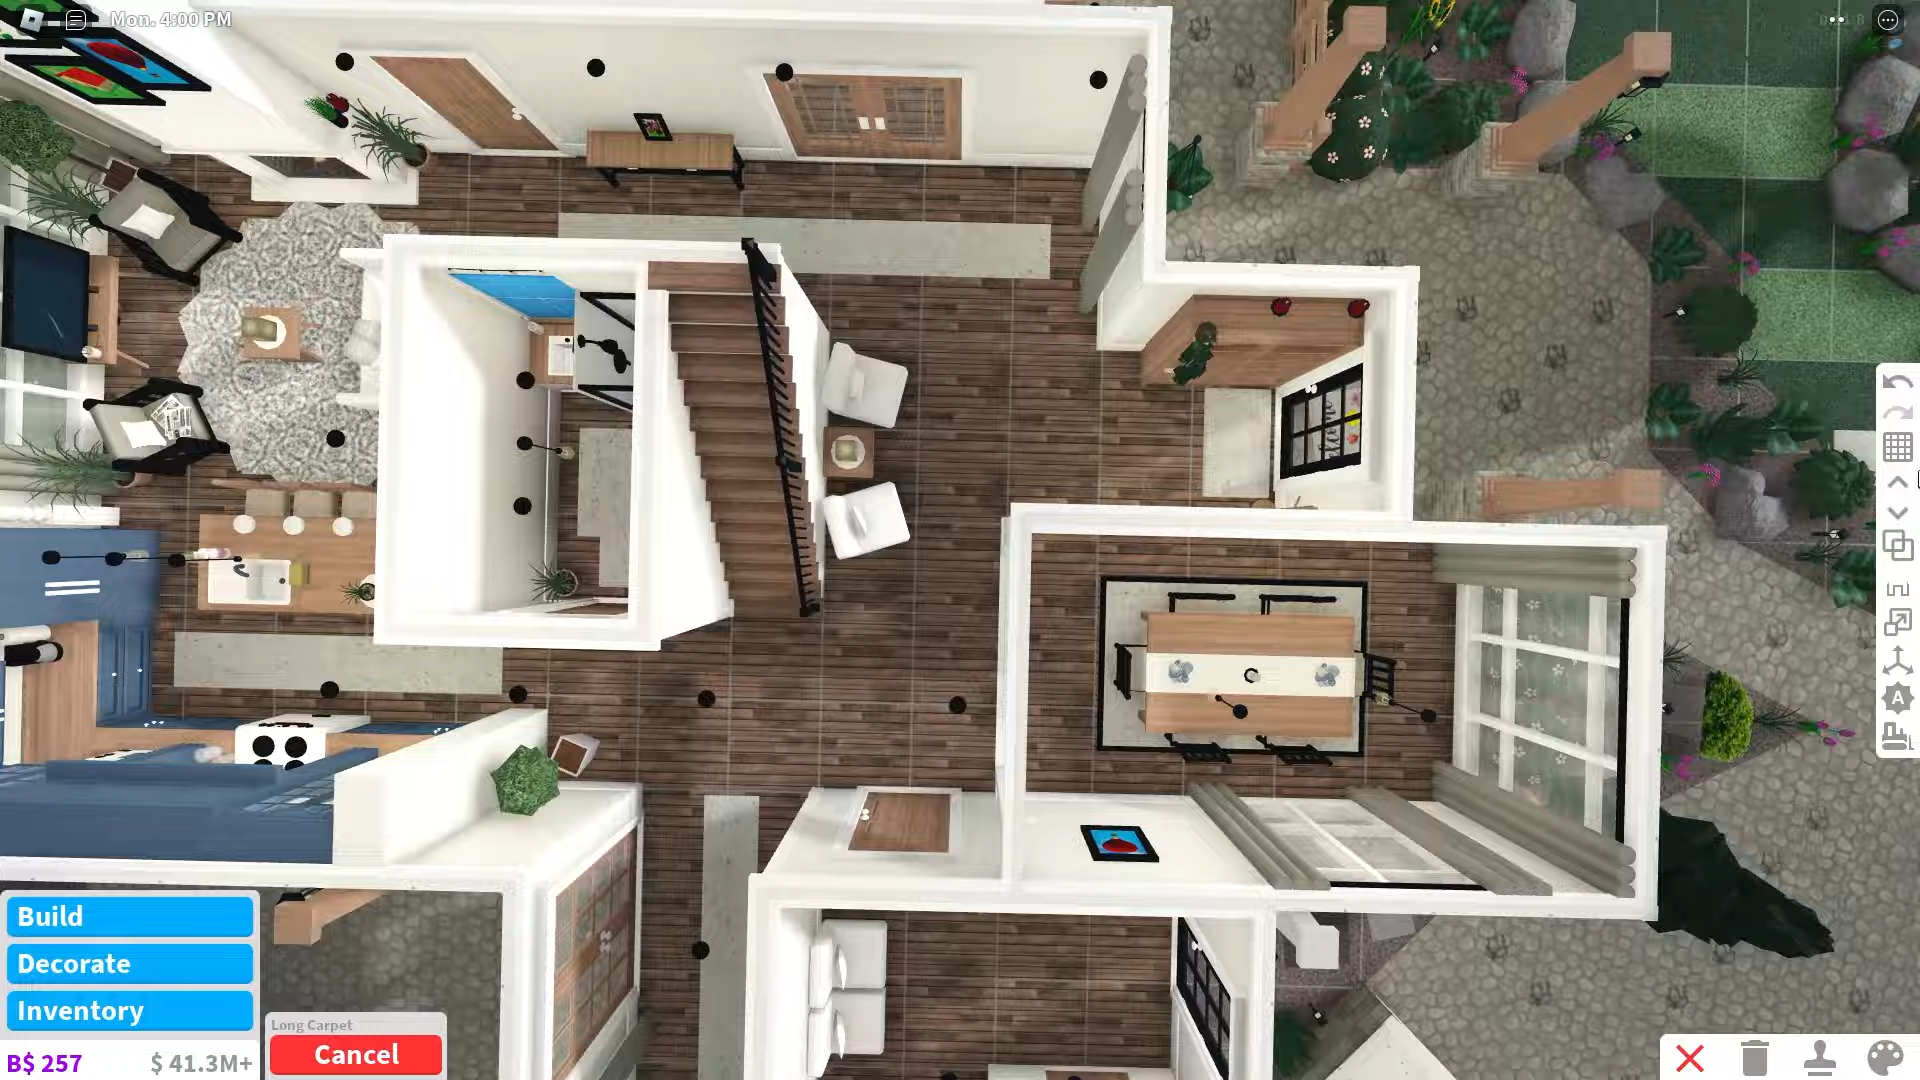 Mon. 4:00 PM
Build
Decorate
Inventory
Long Carpet
Cancel
B$ 257
$ 41.3M+
A